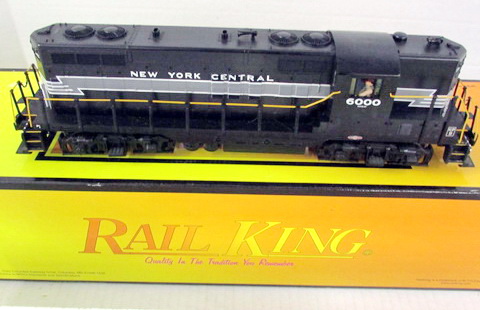 NEW YORK CENTRAL
6000
RAIL KING
Quality In The Tradition You Remember